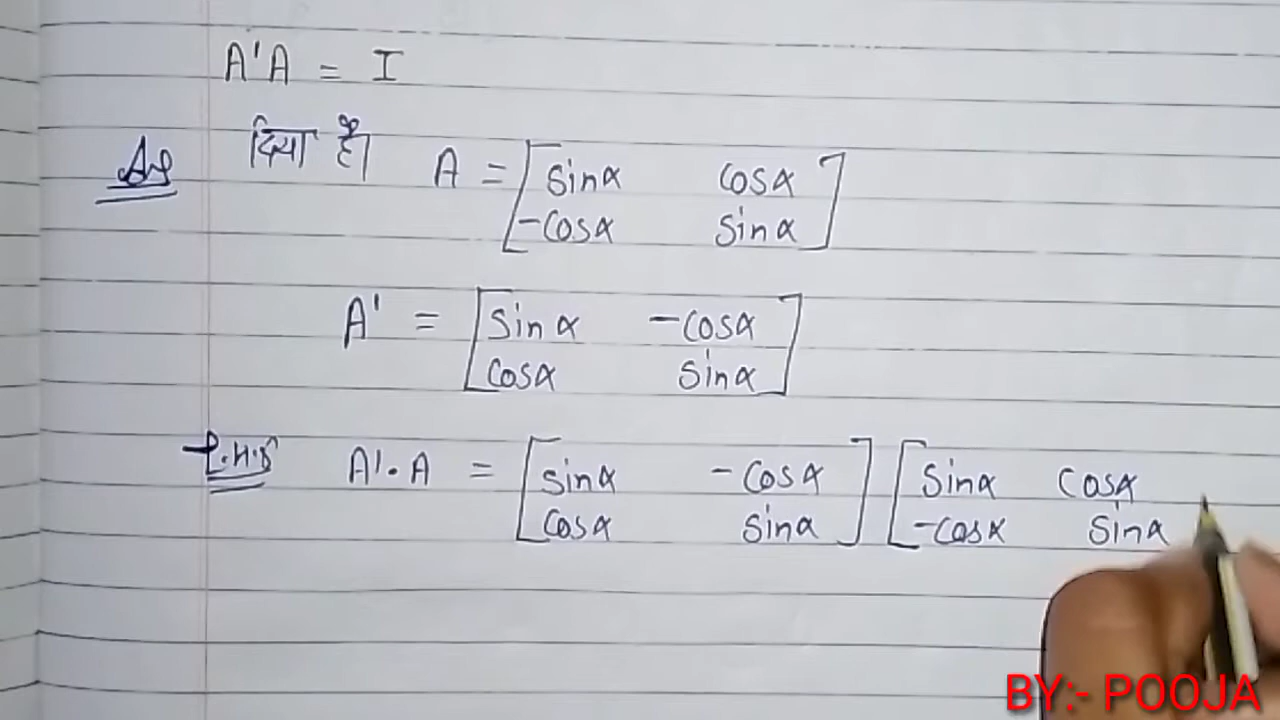 A'A = I
Ans दिया है। A = [sinα cosα
-cosα sinα]
A' = [sinα -cosα
cosα sinα]
L.H.S A'.A = [sinα -cosα] [sinα cosα
cosα sinα] [-cosα sinα
BY:- POOJA